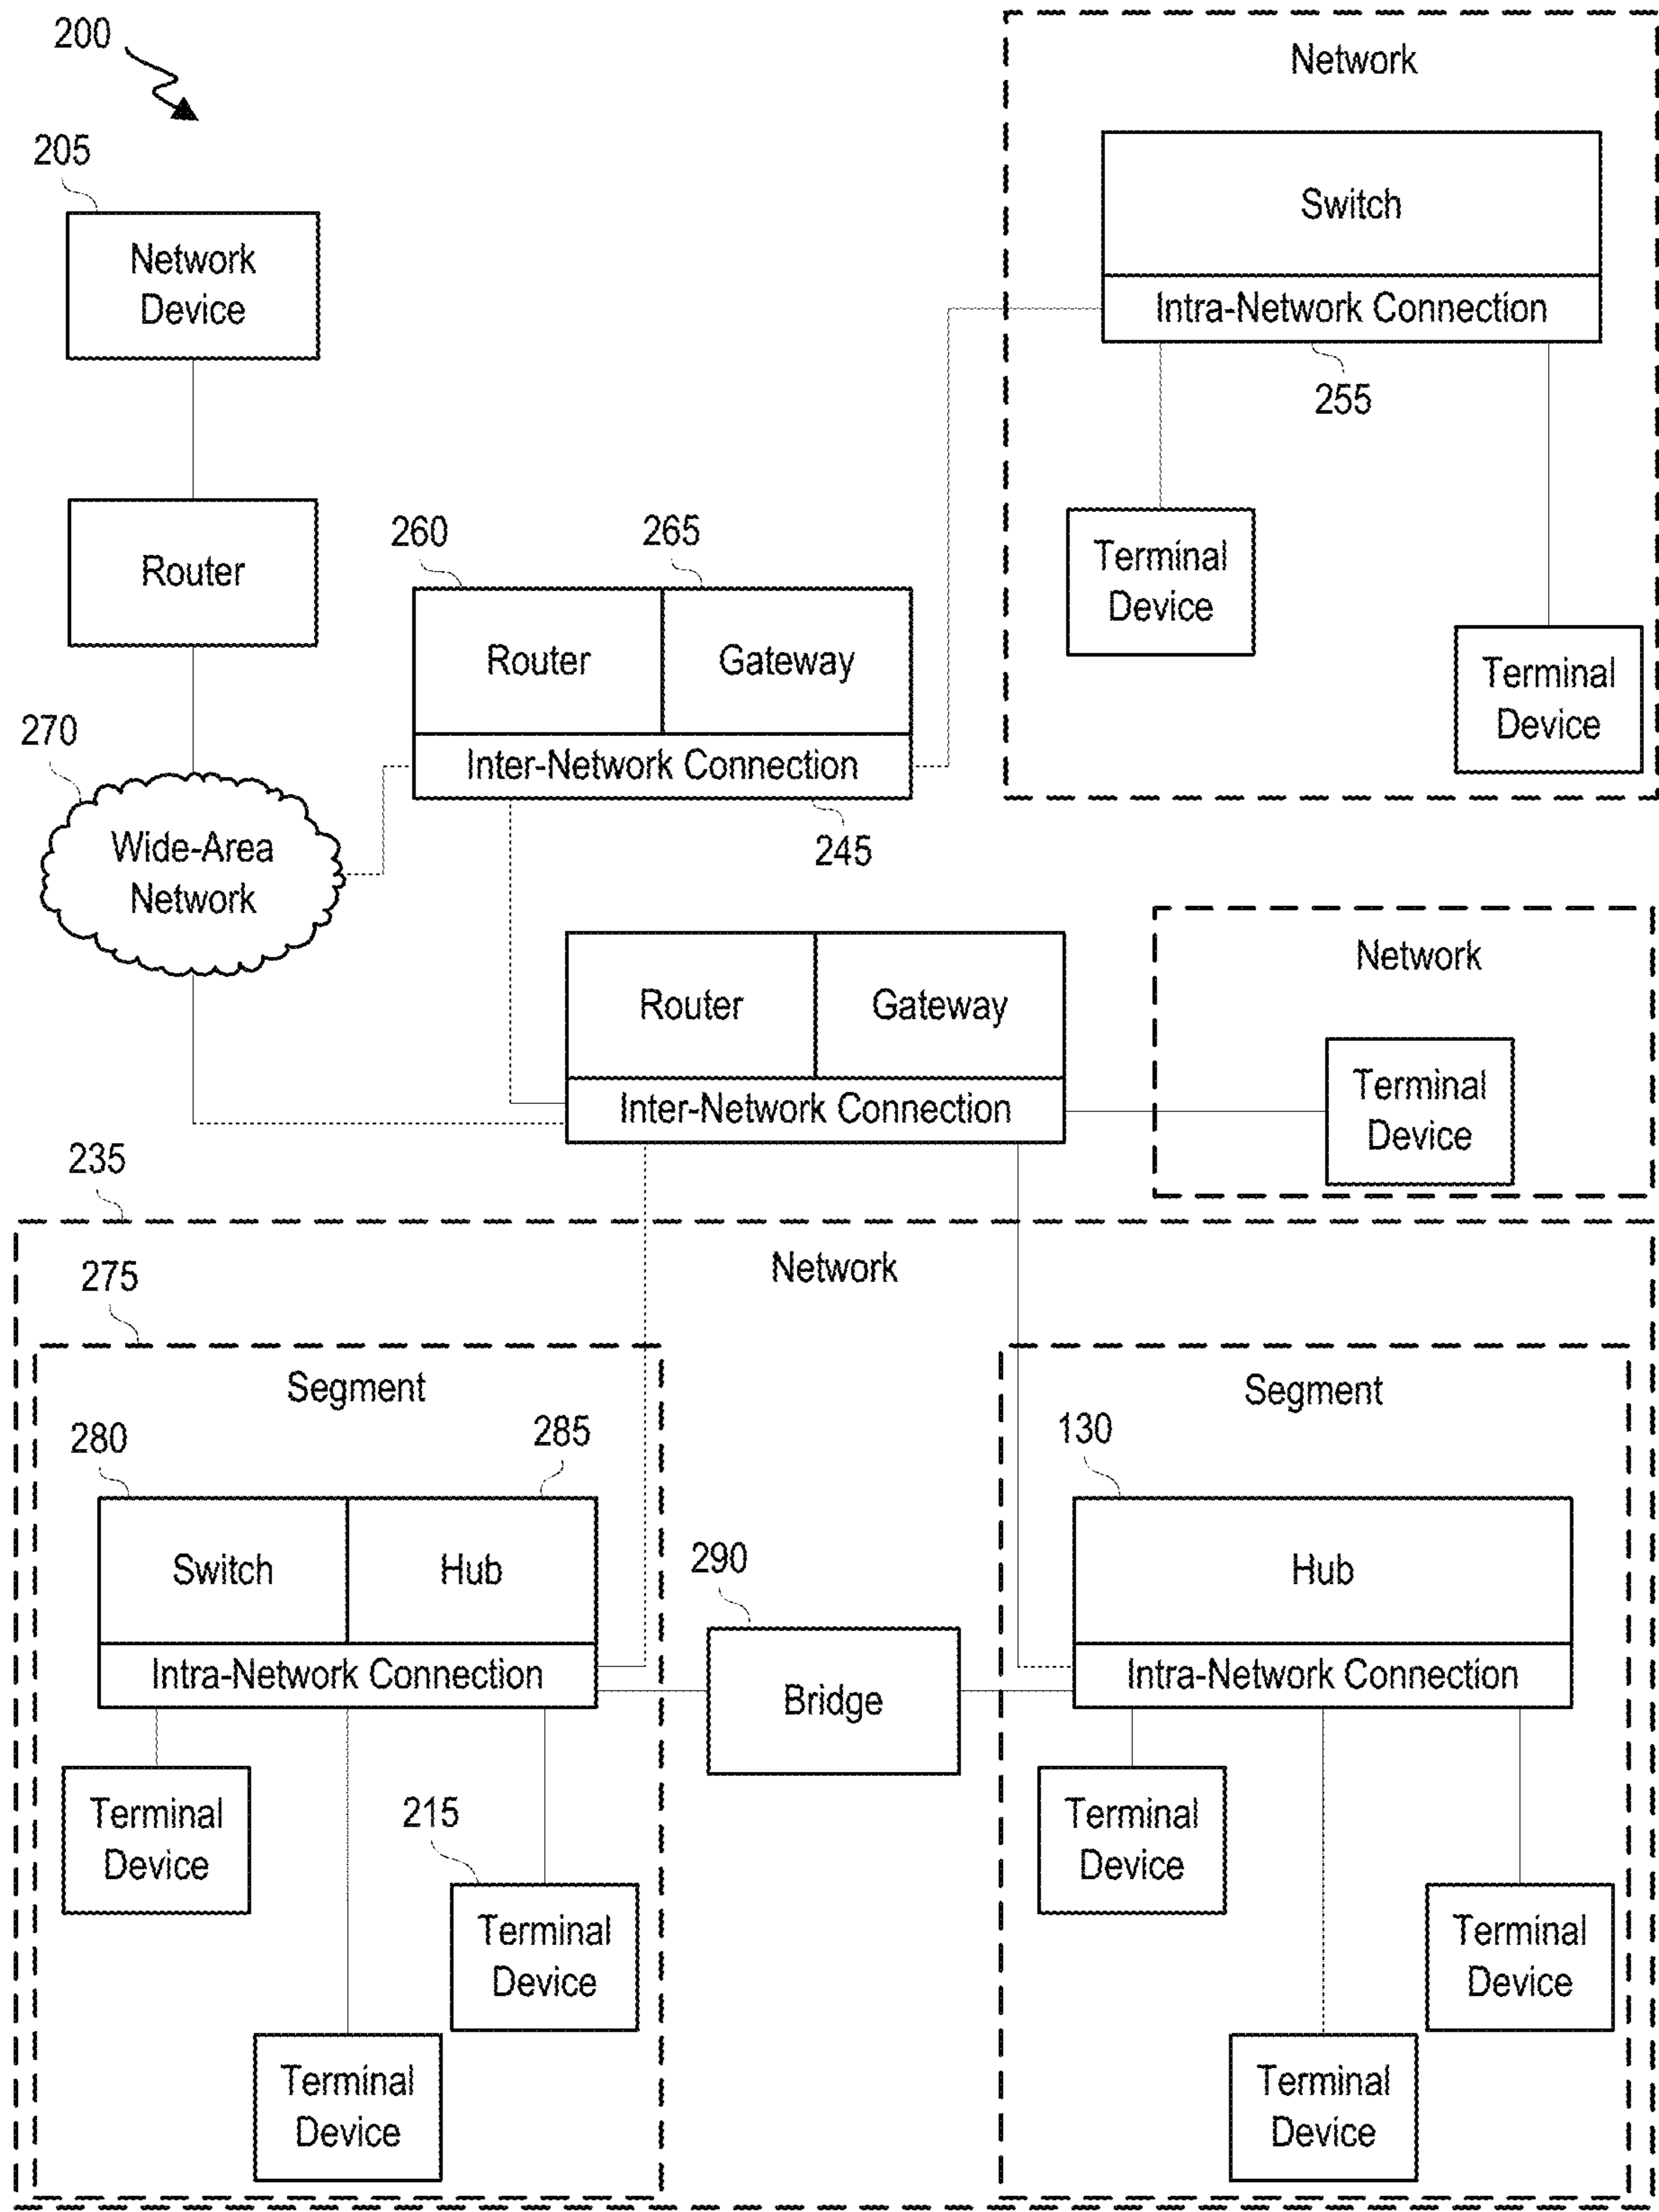 200
Network
205
Switch
Network
Device
Intra-Network Connection
255
Router
260
265
Terminal
Device
Router
Gateway
Terminal
Device
270
Inter-Network Connection
245
Wide-Area
Network
Network
Router
Gateway
Terminal
Device
Inter-Network Connection
235
Network
275
Segment
Segment
280
285
130
Switch
Hub
290
Hub
Intra-Network Connection
Bridge
Intra-Network Connection
Terminal
Device
215
Terminal
Device
Terminal
Device
Terminal
Device
Terminal
Device
Terminal
Device